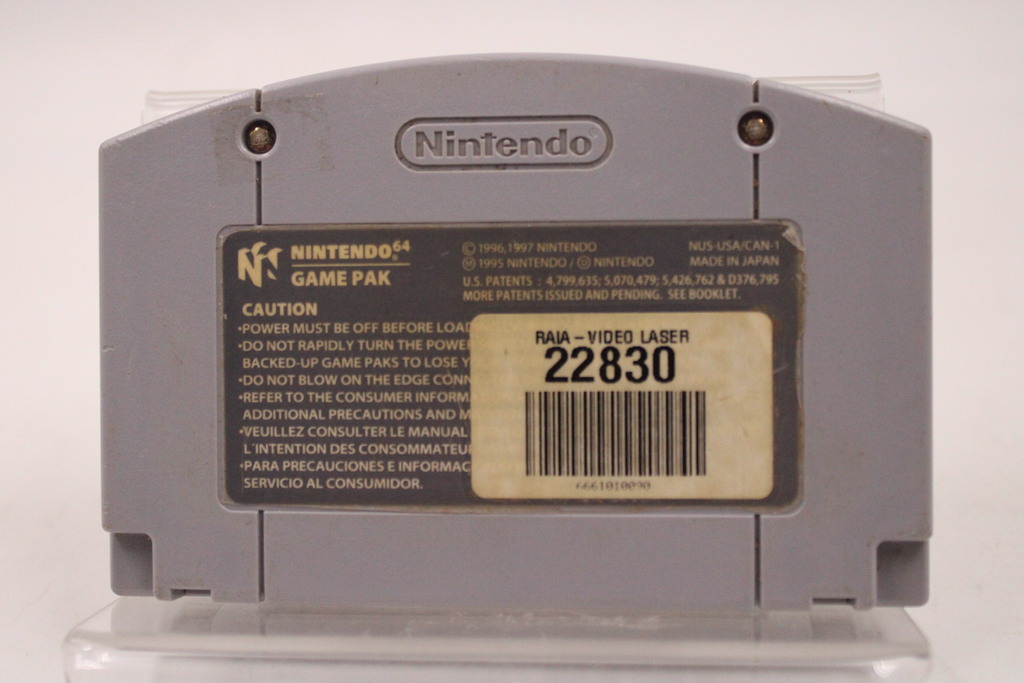 Nintendo®
NINTENDO64
GAME PAK
© 1996,1997 NINTENDO
Ⓜ 1995 NINTENDO / NINTENDO
NUS-USA/CAN-1
MADE IN JAPAN
U.S. PATENTS : 4,799,635; 5,070,479; 5,426,762 & D376,795
MORE PATENTS ISSUED AND PENDING. SEE BOOKLET.
CAUTION
•POWER MUST BE OFF BEFORE LOAD
•DO NOT RAPIDLY TURN THE POWER
BACKED-UP GAME PAKS TO LOSE Y
•DO NOT BLOW ON THE EDGE CONN
•REFER TO THE CONSUMER INFORMA
ADDITIONAL PRECAUTIONS AND M
•VEUILLEZ CONSULTER LE MANUAL
L'INTENTION DES CONSOMMATEU
•PARA PRECAUCIONES E INFORMAC
SERVICIO AL CONSUMIDOR.
RAIA-VIDEO LASER
22830